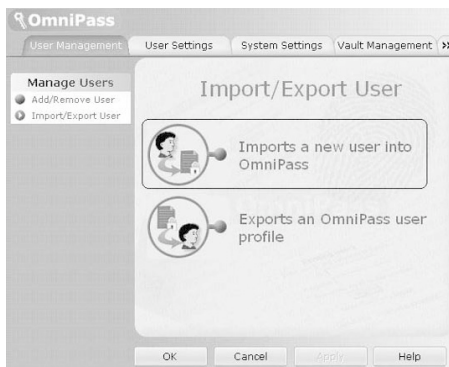 OmniPass
User Management
User Settings
System Settings
Vault Management
Manage Users
Add/Remove User
Import/Export User
Import/Export User
Imports a new user into
OmniPass
Exports an OmniPass user
profile
OK
Cancel
Apply
Help